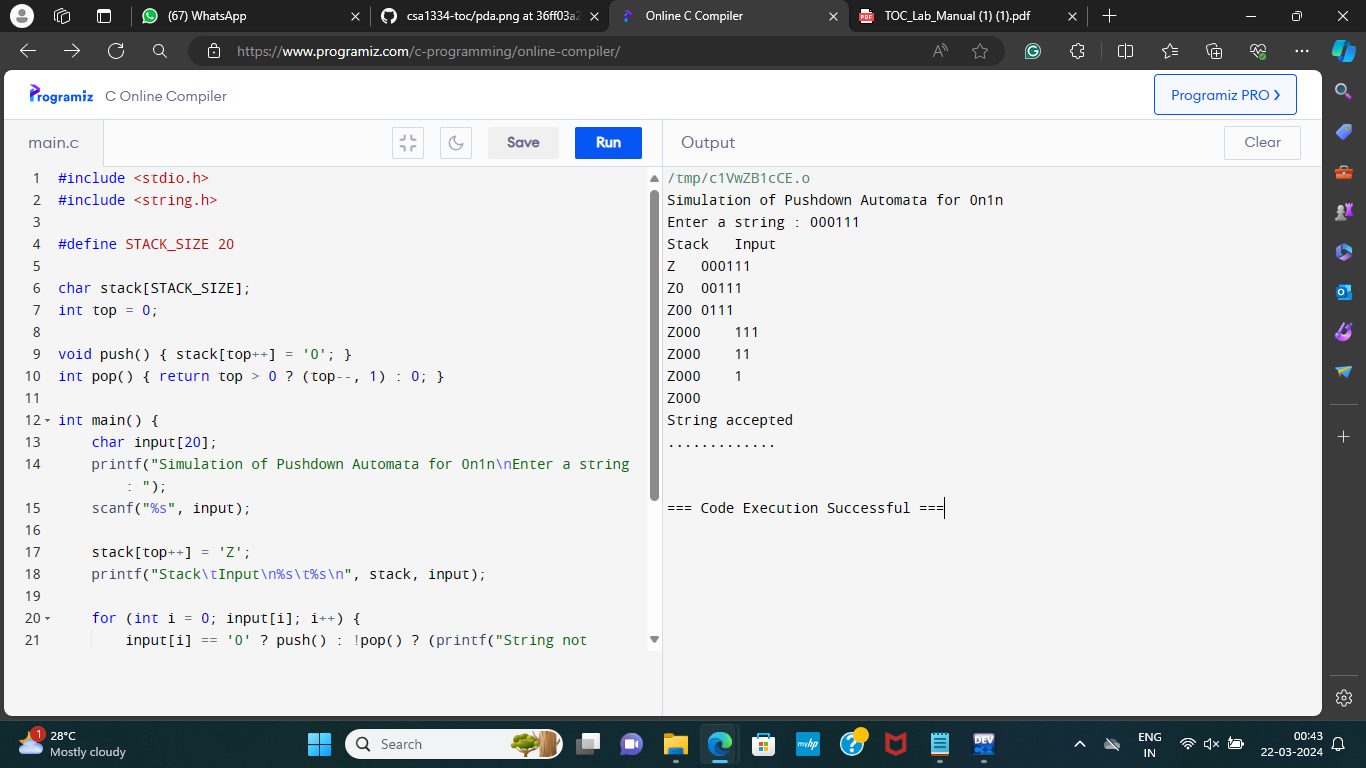 (67) WhatsApp
csa1334-toc/pda.png at 36ff03a2
Online C Compiler
TOC_Lab_Manual (1) (1).pdf
https://www.programiz.com/c-programming/online-compiler/
Programiz C Online Compiler
Programiz PRO
main.c
Save
Run
Output
Clear
1 #include <stdio.h>
2 #include <string.h>
3
4 #define STACK_SIZE 20
5
6 char stack[STACK_SIZE];
7 int top = 0;
8
9 void push() { stack[top++] = '0'; }
10 int pop() { return top > 0 ? (top--, 1) : 0; }
11
12 int main() {
13 char input[20];
14 printf("Simulation of Pushdown Automata for 0n1n\nEnter a string
: ");
15 scanf("%s", input);
16
17 stack[top++] = 'Z';
18 printf("Stack\tInput\n%s\t%s\n", stack, input);
19
20 for (int i = 0; input[i]; i++) {
21 input[i] == '0' ? push() : !pop() ? (printf("String not
/tmp/c1VwZB1cCE.o
Simulation of Pushdown Automata for 0n1n
Enter a string : 000111
Stack Input
Z 000111
Z0 00111
Z00 0111
Z000 111
Z000 11
Z000 1
Z000
String accepted
.............
=== Code Execution Successful ===
1
28°C
Mostly cloudy
Search
myhp
DEV
ENG
IN
00:43
22-03-2024